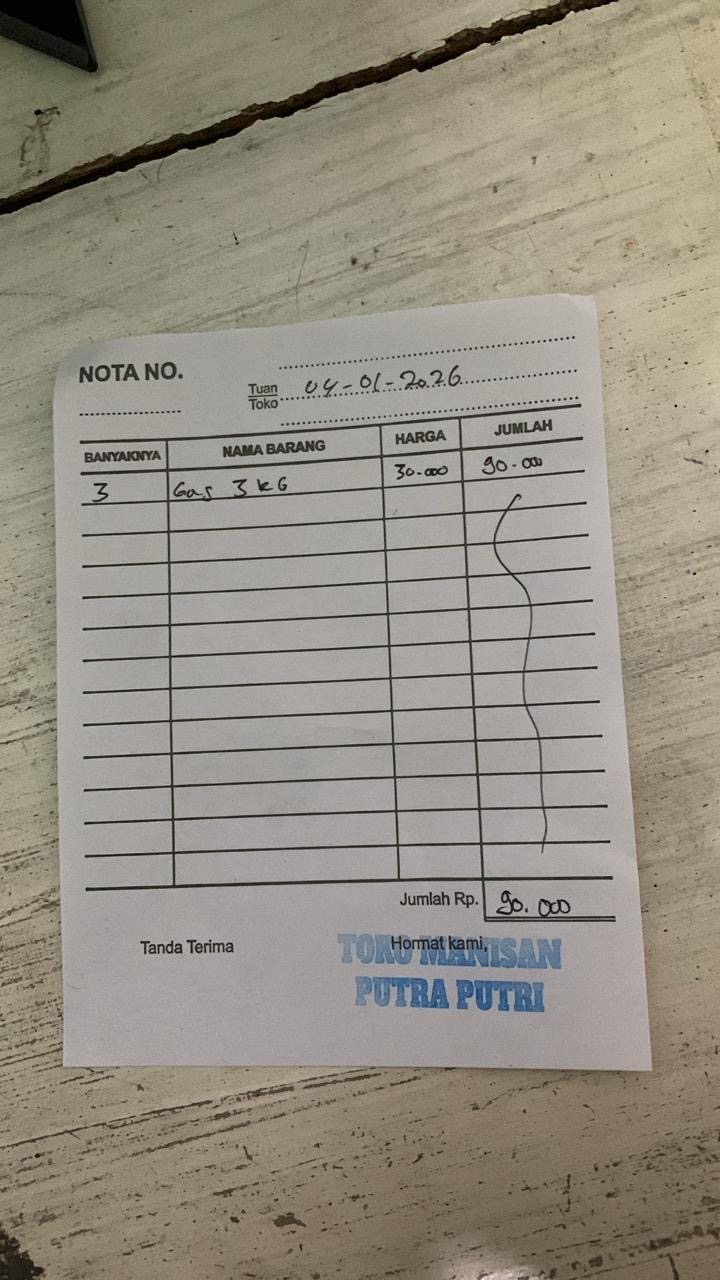 NOTA NO.
Tuan
Toko 04-01-2026
BANYAKNYA NAMA BARANG HARGA JUMLAH
3 Gas 3 KG 30.000 90.000
Jumlah Rp. 90.000
Tanda Terima Hormat kami,
TOKO MANISAN
PUTRA PUTRI